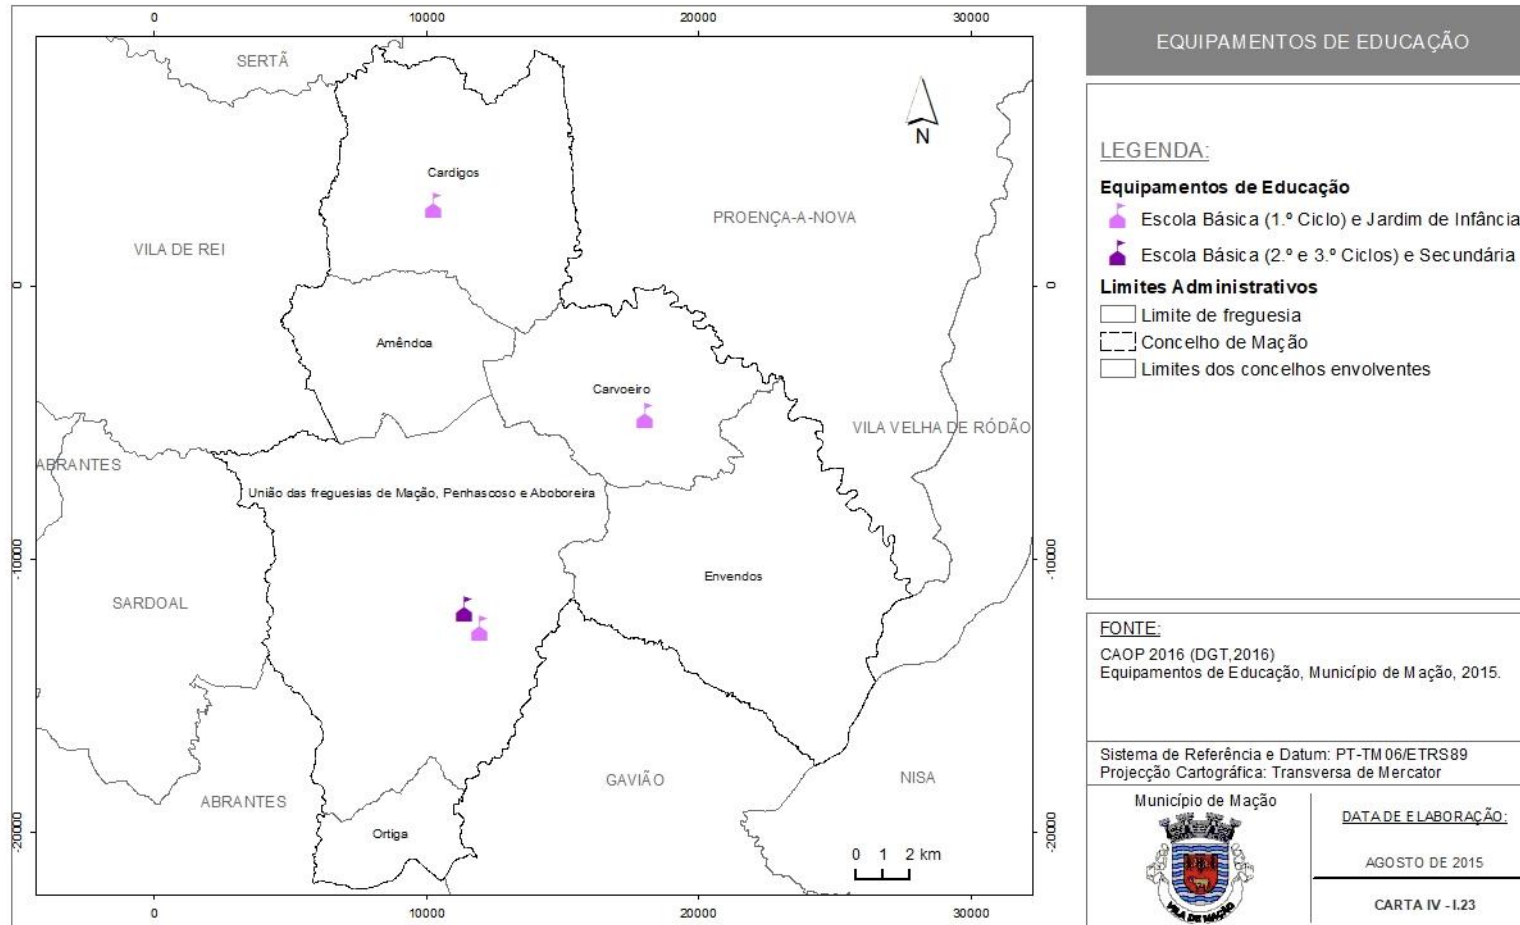 0 10000 20000 30000
EQUIPAMENTOS DE EDUCAÇÃO
SERTÃ
N
Cardigos
PROENÇA-A-NOVA
VILA DE REI
0
0
Amêndoa
Carvoeiro
VILA VELHA DE RÓDÃO
ABRANTES
União das freguesias de Mação, Penhascoso e Aboboreira
-10000
-10000
Envendos
SARDOAL
GAVIÃO
NISA
ABRANTES
Ortiga
-20000
-20000
0 1 2 km
0 10000 20000 30000
LEGENDA:
Equipamentos de Educação
Escola Básica (1.º Ciclo) e Jardim de Infância
Escola Básica (2.º e 3.º Ciclos) e Secundária
Limites Administrativos
Limite de freguesia
Concelho de Mação
Limites dos concelhos envolventes
FONTE:
CAOP 2016 (DGT,2016)
Equipamentos de Educação, Município de Mação, 2015.
Sistema de Referência e Datum: PT-TM06/ETRS89
Projecção Cartográfica: Transversa de Mercator
Município de Mação
VILA DE MAÇÃO
DATA DE ELABORAÇÃO:
AGOSTO DE 2015
CARTA IV - I.23